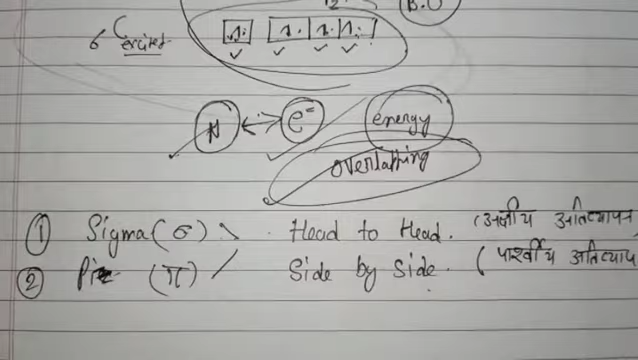 B.O
6 C excited 1. 1. 1. 1.
N e⁻ energy
overlapping
① Sigma (σ) Head to Head. (अक्षीय अतिव्यापन
② Pi (π) Side by Side. (पार्श्वीय अतिव्याप